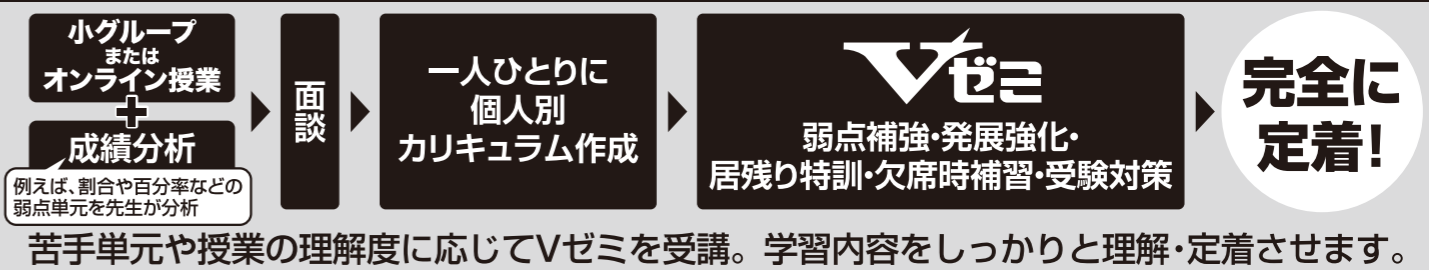 小グループ
または
オンライン授業
+
成績分析
例えば、割合や百分率などの
弱点単元を先生が分析
面談
一人ひとりに
個人別
カリキュラム作成
Vゼミ
弱点補強・発展強化・
居残り特訓・欠席時補習・受験対策
完全に
定着!
苦手単元や授業の理解度に応じてVゼミを受講。学習内容をしっかりと理解・定着させます。